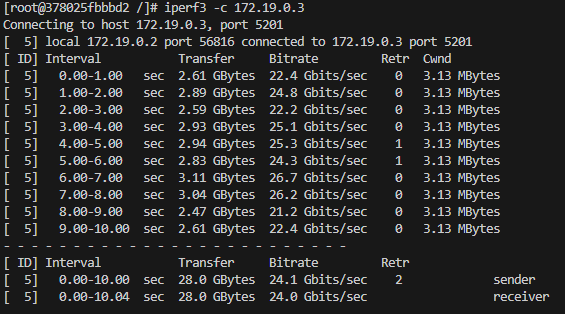 [root@378025fbbbd2 /]# iperf3 -c 172.19.0.3
Connecting to host 172.19.0.3, port 5201
[  5] local 172.19.0.2 port 56816 connected to 172.19.0.3 port 5201
[ ID] Interval           Transfer     Bitrate         Retr  Cwnd
[  5]   0.00-1.00   sec  2.61 GBytes  22.4 Gbits/sec    0   3.13 MBytes
[  5]   1.00-2.00   sec  2.89 GBytes  24.8 Gbits/sec    0   3.13 MBytes
[  5]   2.00-3.00   sec  2.59 GBytes  22.2 Gbits/sec    0   3.13 MBytes
[  5]   3.00-4.00   sec  2.93 GBytes  25.1 Gbits/sec    0   3.13 MBytes
[  5]   4.00-5.00   sec  2.94 GBytes  25.3 Gbits/sec    1   3.13 MBytes
[  5]   5.00-6.00   sec  2.83 GBytes  24.3 Gbits/sec    1   3.13 MBytes
[  5]   6.00-7.00   sec  3.11 GBytes  26.7 Gbits/sec    0   3.13 MBytes
[  5]   7.00-8.00   sec  3.04 GBytes  26.2 Gbits/sec    0   3.13 MBytes
[  5]   8.00-9.00   sec  2.47 GBytes  21.2 Gbits/sec    0   3.13 MBytes
[  5]   9.00-10.00  sec  2.61 GBytes  22.4 Gbits/sec    0   3.13 MBytes
- - - - - - - - - - - - - - - - - - - - - - - - -
[ ID] Interval           Transfer     Bitrate         Retr
[  5]   0.00-10.00  sec  28.0 GBytes  24.1 Gbits/sec    2             sender
[  5]   0.00-10.04  sec  28.0 GBytes  24.0 Gbits/sec                  receiver